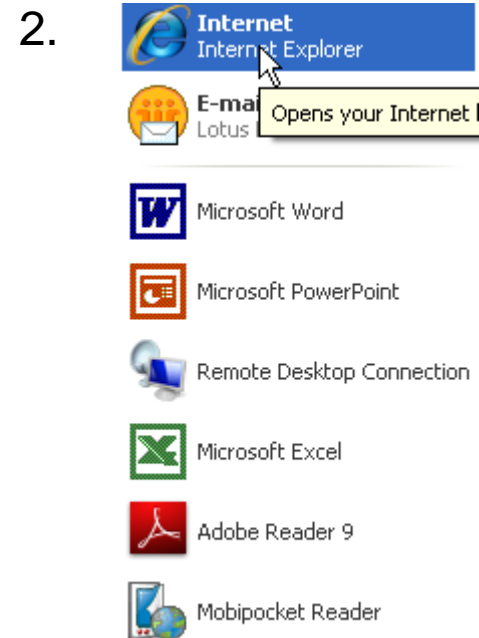 2.
Internet
Internet Explorer
E-mai
Opens your Internet
Lotus
Microsoft Word
Microsoft PowerPoint
Remote Desktop Connection
Microsoft Excel
Adobe Reader 9
Mobipocket Reader